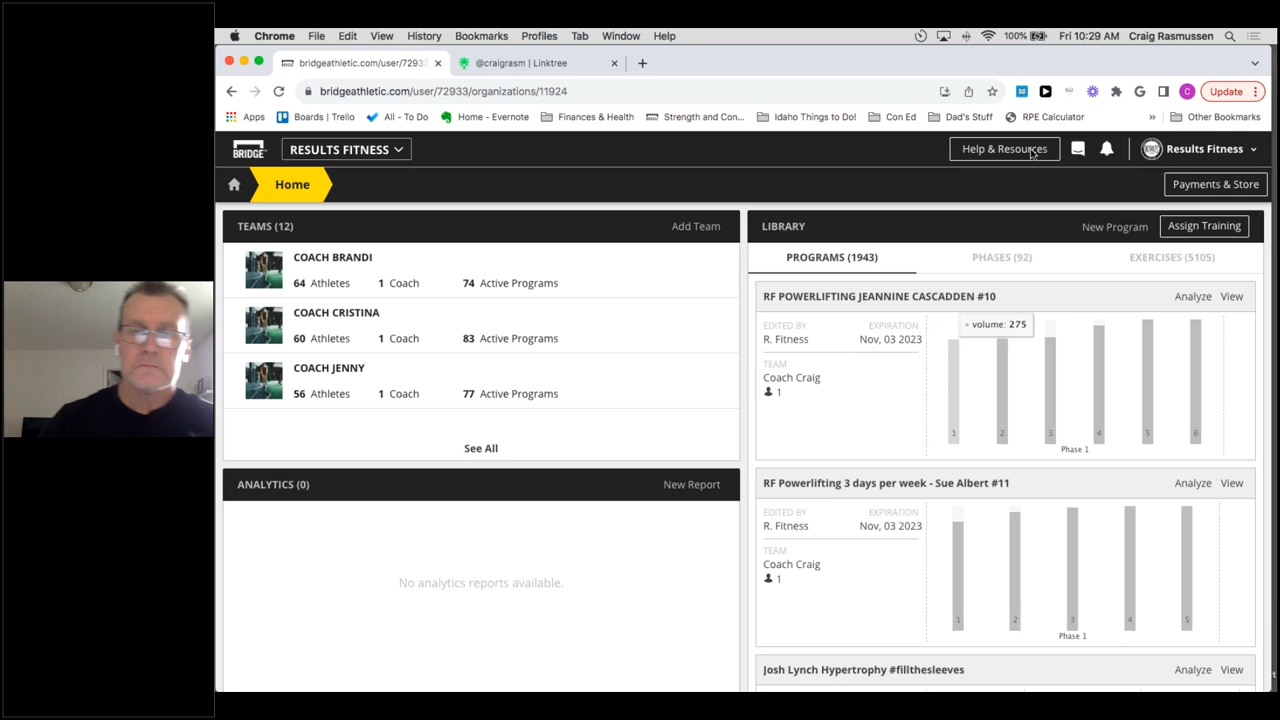 Chrome File Edit View History Bookmarks Profiles Tab Window Help 100% Fri 10:29 AM Craig Rasmussen
bridgeathletic.com/user/7293 @craigrasm | Linktree
bridgeathletic.com/user/72933/organizations/11924 Update
Apps Boards | Trello All - To Do Home - Evernote Finances & Health Strength and Con... Idaho Things to Do! Con Ed Dad's Stuff RPE Calculator » Other Bookmarks
BRIDGE RESULTS FITNESS Help & Resources Results Fitness
Home Payments & Store
TEAMS (12) Add Team
COACH BRANDI
64 Athletes 1 Coach 74 Active Programs
COACH CRISTINA
60 Athletes 1 Coach 83 Active Programs
COACH JENNY
56 Athletes 1 Coach 77 Active Programs
See All
ANALYTICS (0) New Report
No analytics reports available.
LIBRARY New Program Assign Training
PROGRAMS (1943) PHASES (92) EXERCISES (5105)
RF POWERLIFTING JEANNINE CASCADDEN #10 Analyze View
EDITED BY EXPIRATION
R. Fitness Nov, 03 2023
TEAM
Coach Craig
1
volume: 275
1 2 3 4 5 6
Phase 1
RF Powerlifting 3 days per week - Sue Albert #11 Analyze View
EDITED BY EXPIRATION
R. Fitness Nov, 03 2023
TEAM
Coach Craig
1
1 2 3 4 5
Phase 1
Josh Lynch Hypertrophy #fillthesleeves Analyze View